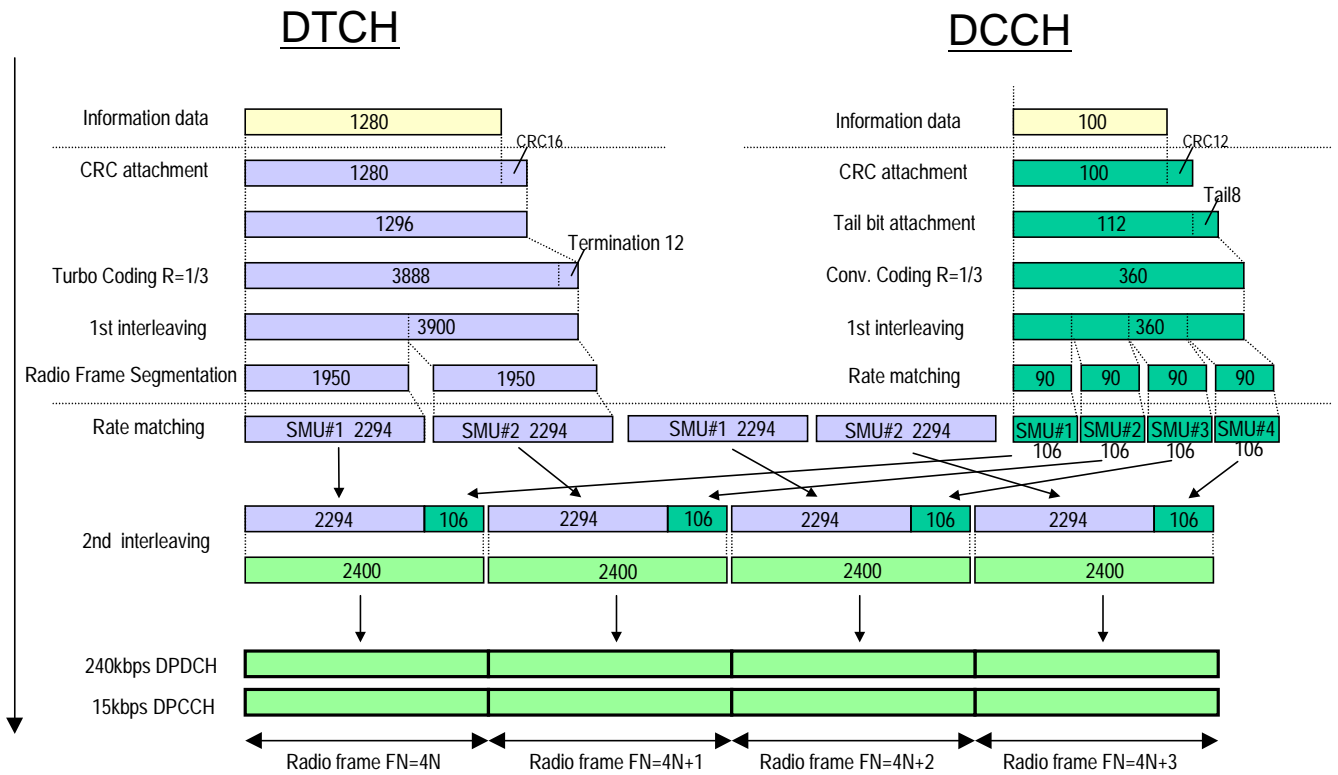 DTCH
DCCH
Information data
1280
Information data
100
CRC16
CRC12
CRC attachment
1280
CRC attachment
100
Tail8
1296
Tail bit attachment
112
Termination 12
Turbo Coding R=1/3
3888
Conv. Coding R=1/3
360
1st interleaving
3900
1st interleaving
360
Radio Frame Segmentation
1950
1950
Rate matching
90
90
90
90
Rate matching
SMU#1 2294
SMU#2 2294
SMU#1 2294
SMU#2 2294
SMU#1
SMU#2
SMU#3
SMU#4
106
106
106
106
2nd interleaving
2294
106
2294
106
2294
106
2294
106
2400
2400
2400
2400
240kbps DPDCH
15kbps DPCCH
Radio frame FN=4N
Radio frame FN=4N+1
Radio frame FN=4N+2
Radio frame FN=4N+3